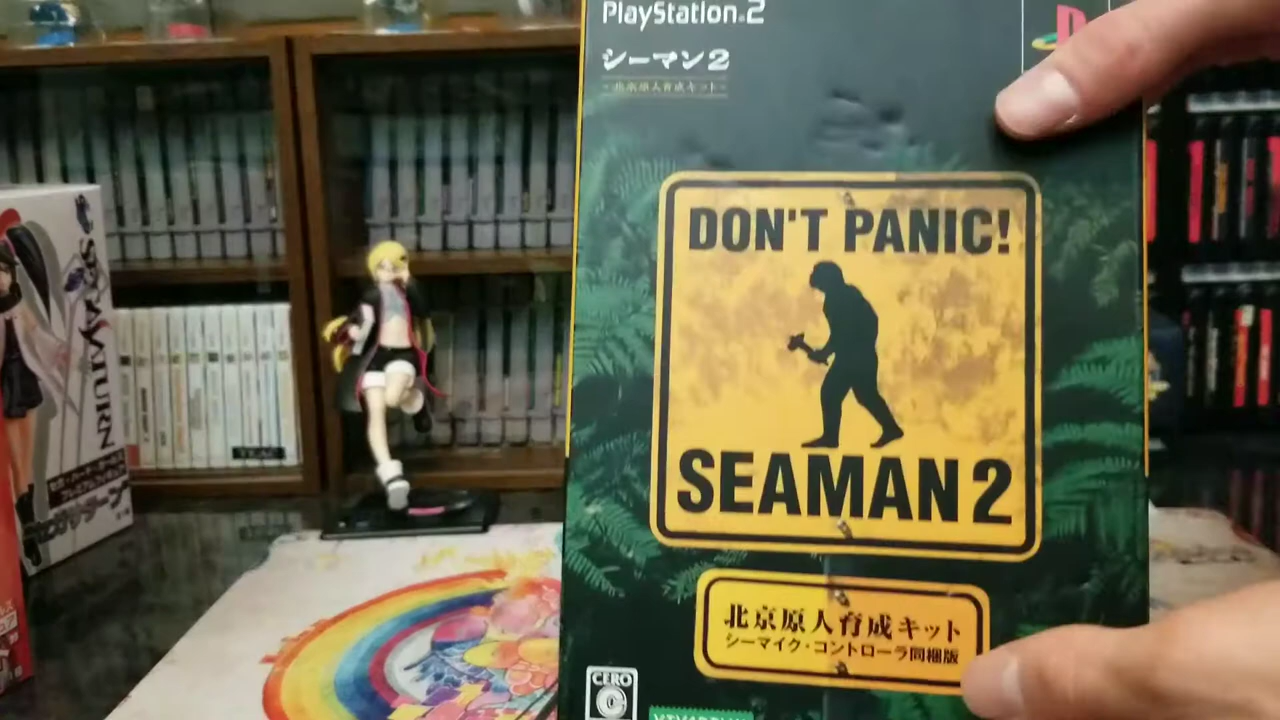 PlayStation 2
シーマン2
-北京原人育成キット-
DON'T PANIC!
SEAMAN 2
北京原人育成キット
シーマイク・コントローラ同梱版
CERO
C